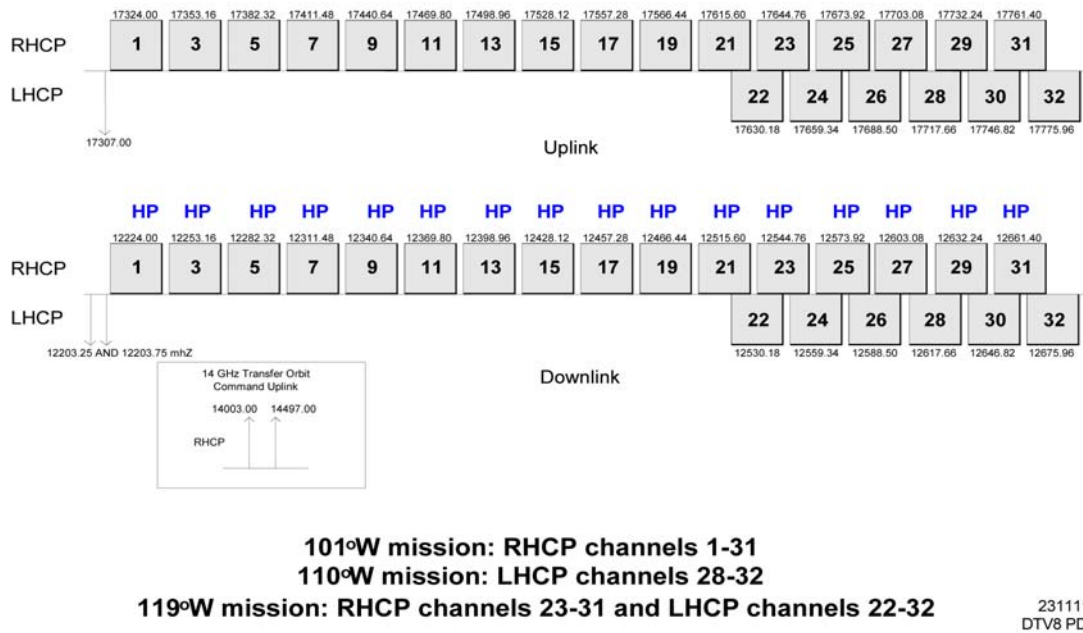 17324.00 17353.16 17382.32 17411.48 17440.64 17469.80 17498.96 17528.12 17557.28 17566.44 17615.60 17644.76 17673.92 17703.08 17732.24 17761.40
RHCP 1 3 5 7 9 11 13 15 17 19 21 23 25 27 29 31
LHCP 22 24 26 28 30 32
17307.00 17630.18 17659.34 17688.50 17717.66 17746.82 17775.96
Uplink
HP HP HP HP HP HP HP HP HP HP HP HP HP HP HP HP
12224.00 12253.16 12282.32 12311.48 12340.64 12369.80 12398.96 12428.12 12457.28 12466.44 12515.60 12544.76 12573.92 12603.08 12632.24 12661.40
RHCP 1 3 5 7 9 11 13 15 17 19 21 23 25 27 29 31
LHCP 22 24 26 28 30 32
12203.25 AND 12203.75 mhZ 12530.18 12559.34 12588.50 12617.66 12646.82 12675.96
Downlink
14 GHz Transfer Orbit
Command Uplink
14003.00 14497.00
RHCP
101ºW mission: RHCP channels 1-31
110ºW mission: LHCP channels 28-32
119ºW mission: RHCP channels 23-31 and LHCP channels 22-32
23111
DTV8 PD